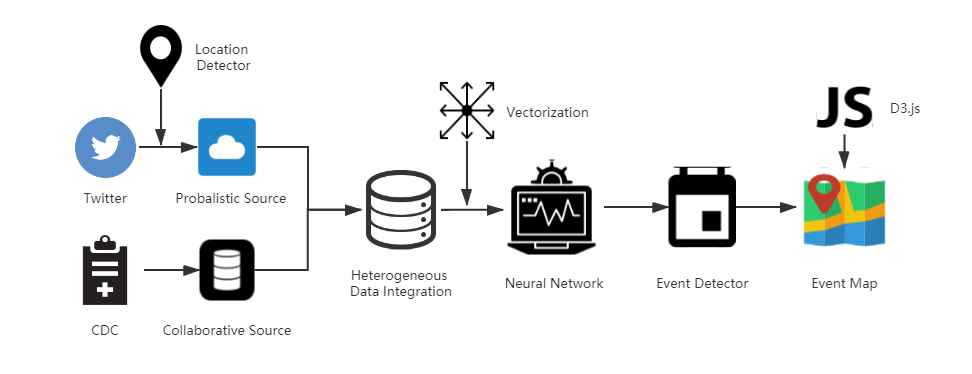 Location
Detector
Twitter
Probalistic Source
CDC
Collaborative Source
Heterogeneous
Data Integration
Vectorization
Neural Network
Event Detector
JS
D3.js
Event Map